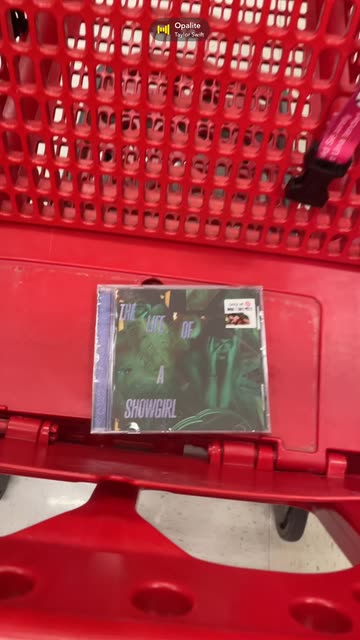 Opalite
Taylor Swift
THE
LIFE
OF
A
SHOWGIRL